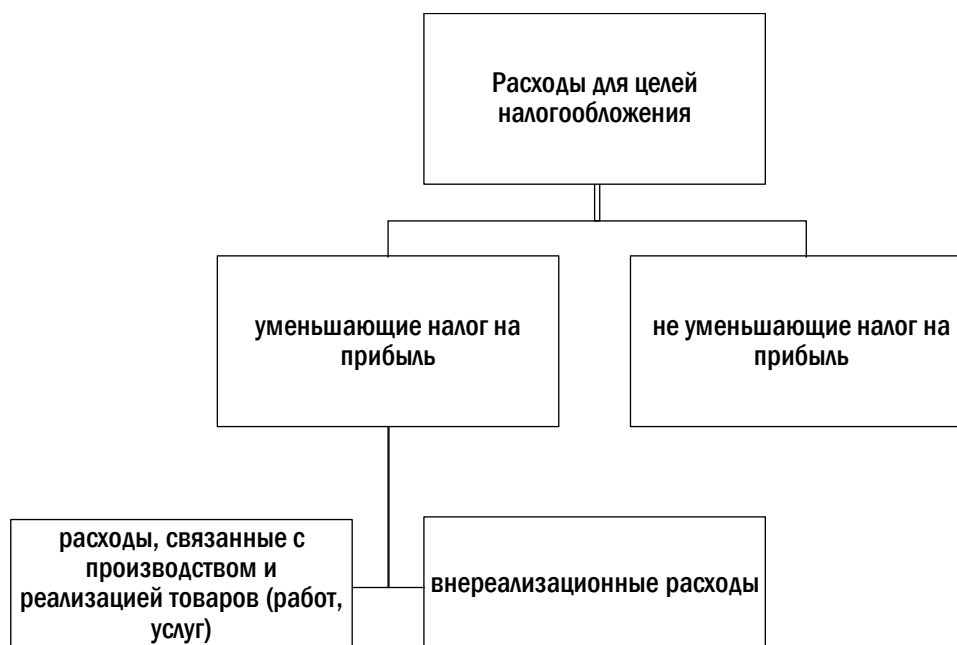 Расходы для целей
налогообложения
уменьшающие налог на
прибыль
не уменьшающие налог на
прибыль
расходы, связанные с
производством и
реализацией товаров (работ,
услуг)
внереализационные расходы